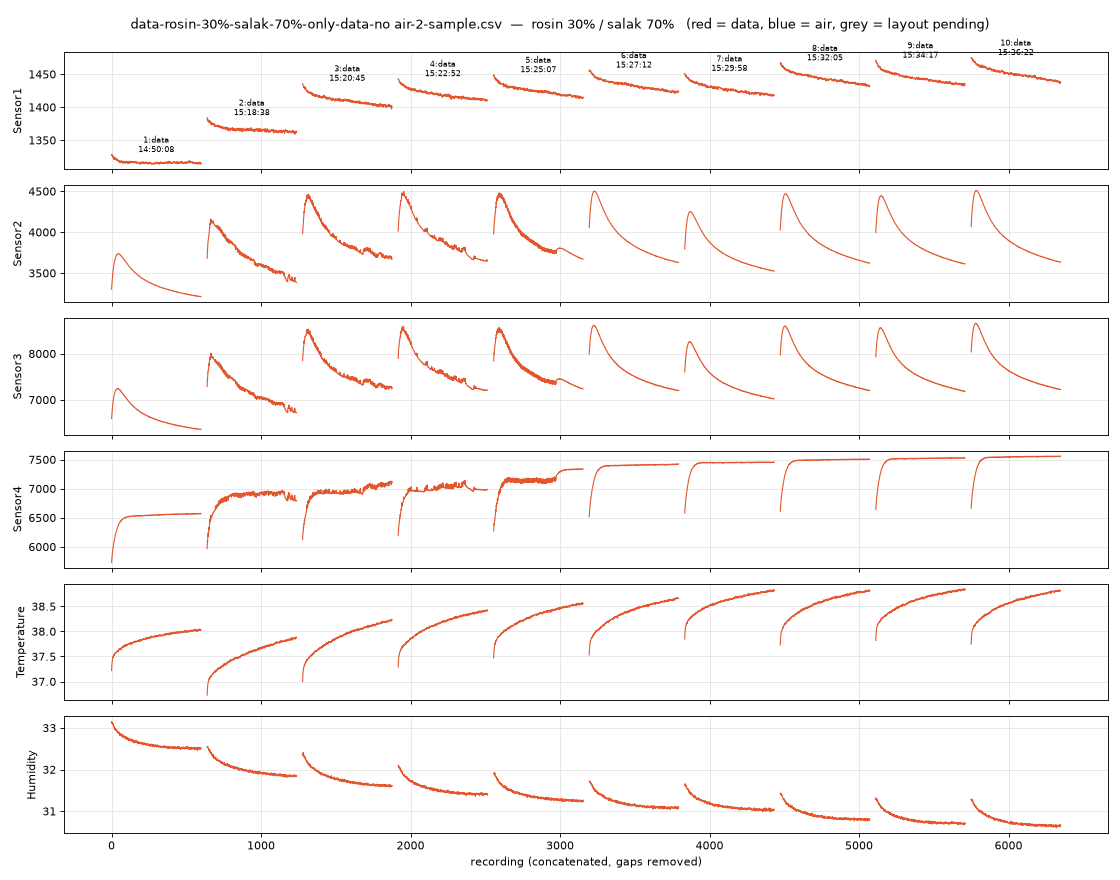 data-rosin-30%-salak-70%-only-data-no air-2-sample.csv — rosin 30% / salak 70% (red = data, blue = air, grey = layout pending)
1:data
14:50:08
2:data
15:18:38
3:data
15:20:45
4:data
15:22:52
5:data
15:25:07
6:data
15:27:12
7:data
15:29:58
8:data
15:32:05
9:data
15:34:17
10:data
15:36:22
Sensor1
1450
1400
1350
Sensor2
4500
4000
3500
Sensor3
8000
7000
Sensor4
7500
7000
6500
6000
Temperature
38.5
38.0
37.5
37.0
Humidity
33
32
31
0
1000
2000
3000
4000
5000
6000
recording (concatenated, gaps removed)